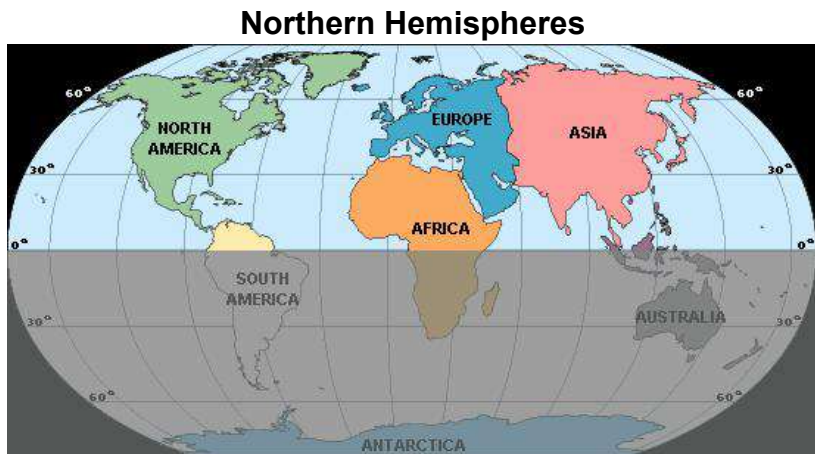 Northern Hemispheres
60°
60°
NORTH
AMERICA
EUROPE
ASIA
30°
30°
AFRICA
0°
0°
SOUTH
AMERICA
AUSTRALIA
30°
30°
60°
60°
ANTARCTICA